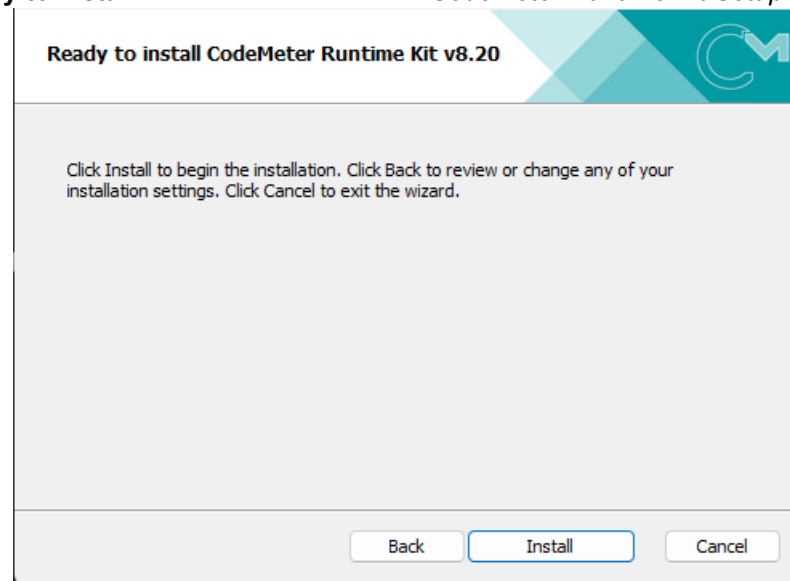 Ready to install CodeMeter Runtime Kit v8.20
Click Install to begin the installation. Click Back to review or change any of your
installation settings. Click Cancel to exit the wizard.
Back Install Cancel